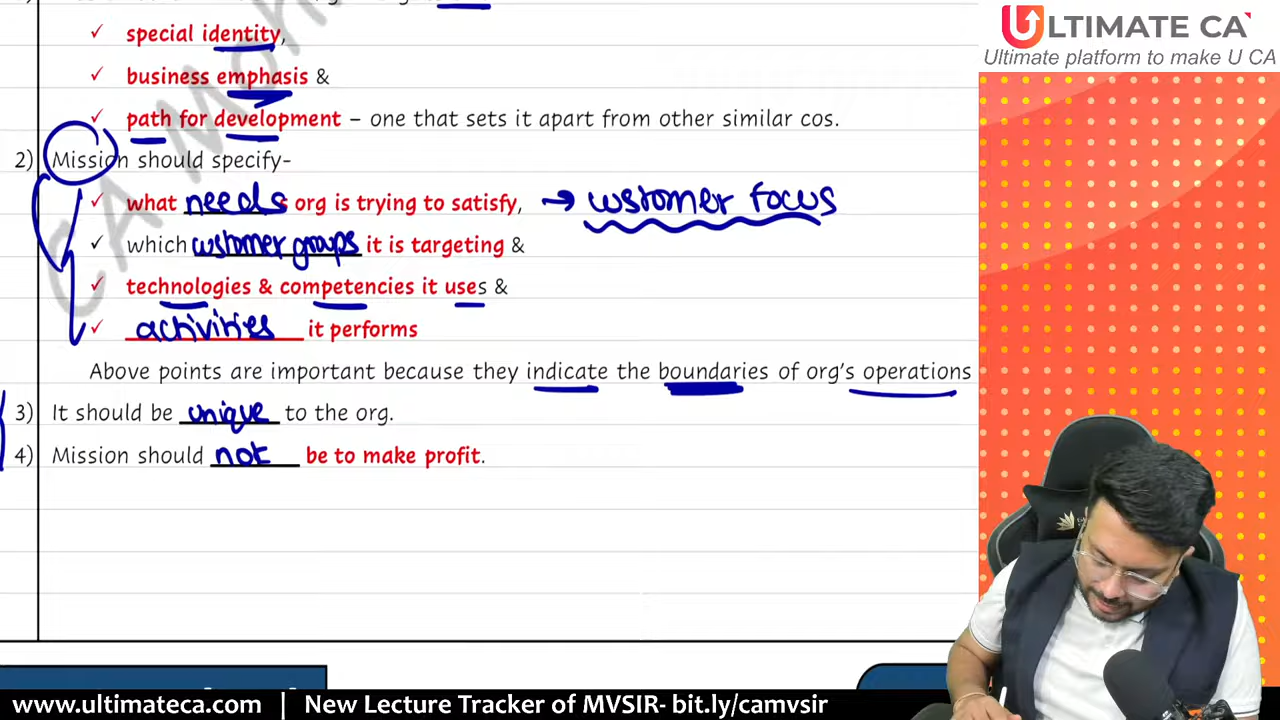 ULTIMATE CA
Ultimate platform to make U CA
✓ special identity,
✓ business emphasis &
✓ path for development – one that sets it apart from other similar cos.
2) Mission should specify-
✓ what needs org is trying to satisfy, → customer focus
✓ which customer groups it is targeting &
✓ technologies & competencies it uses &
✓ activities it performs
Above points are important because they indicate the boundaries of org's operations
3) It should be unique to the org.
4) Mission should not be to make profit.
CA Moh
www.ultimateca.com | New Lecture Tracker of MVSIR- bit.ly/camvsir